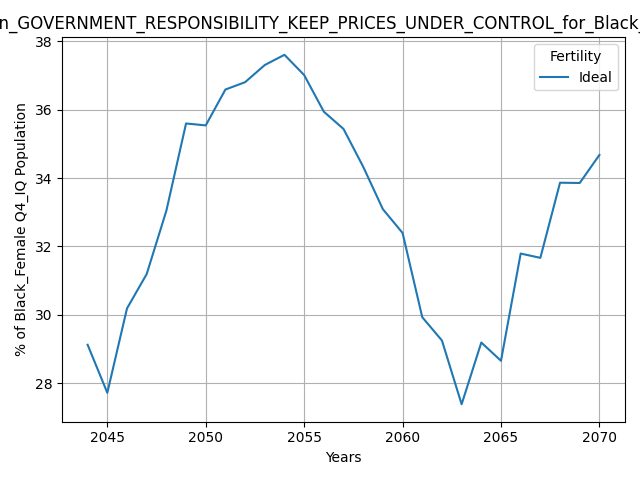 n_GOVERNMENT_RESPONSIBILITY_KEEP_PRICES_UNDER_CONTROL_for_Black_
38
36
34
32
30
28
% of Black_Female Q4_IQ Population
Fertility
Ideal
2045 2050 2055 2060 2065 2070
Years